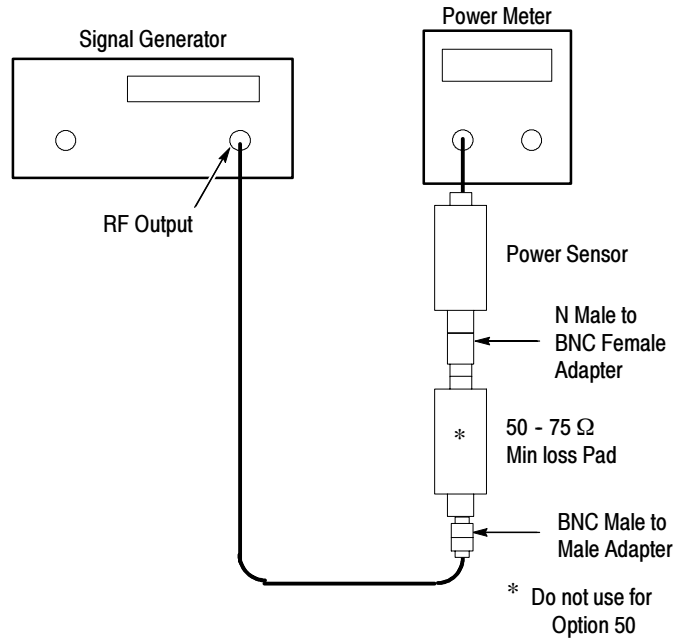 Power Meter
Signal Generator
RF Output
Power Sensor
N Male to
BNC Female
Adapter
*
50 - 75 Ω
Min loss Pad
BNC Male to
Male Adapter
* Do not use for
Option 50